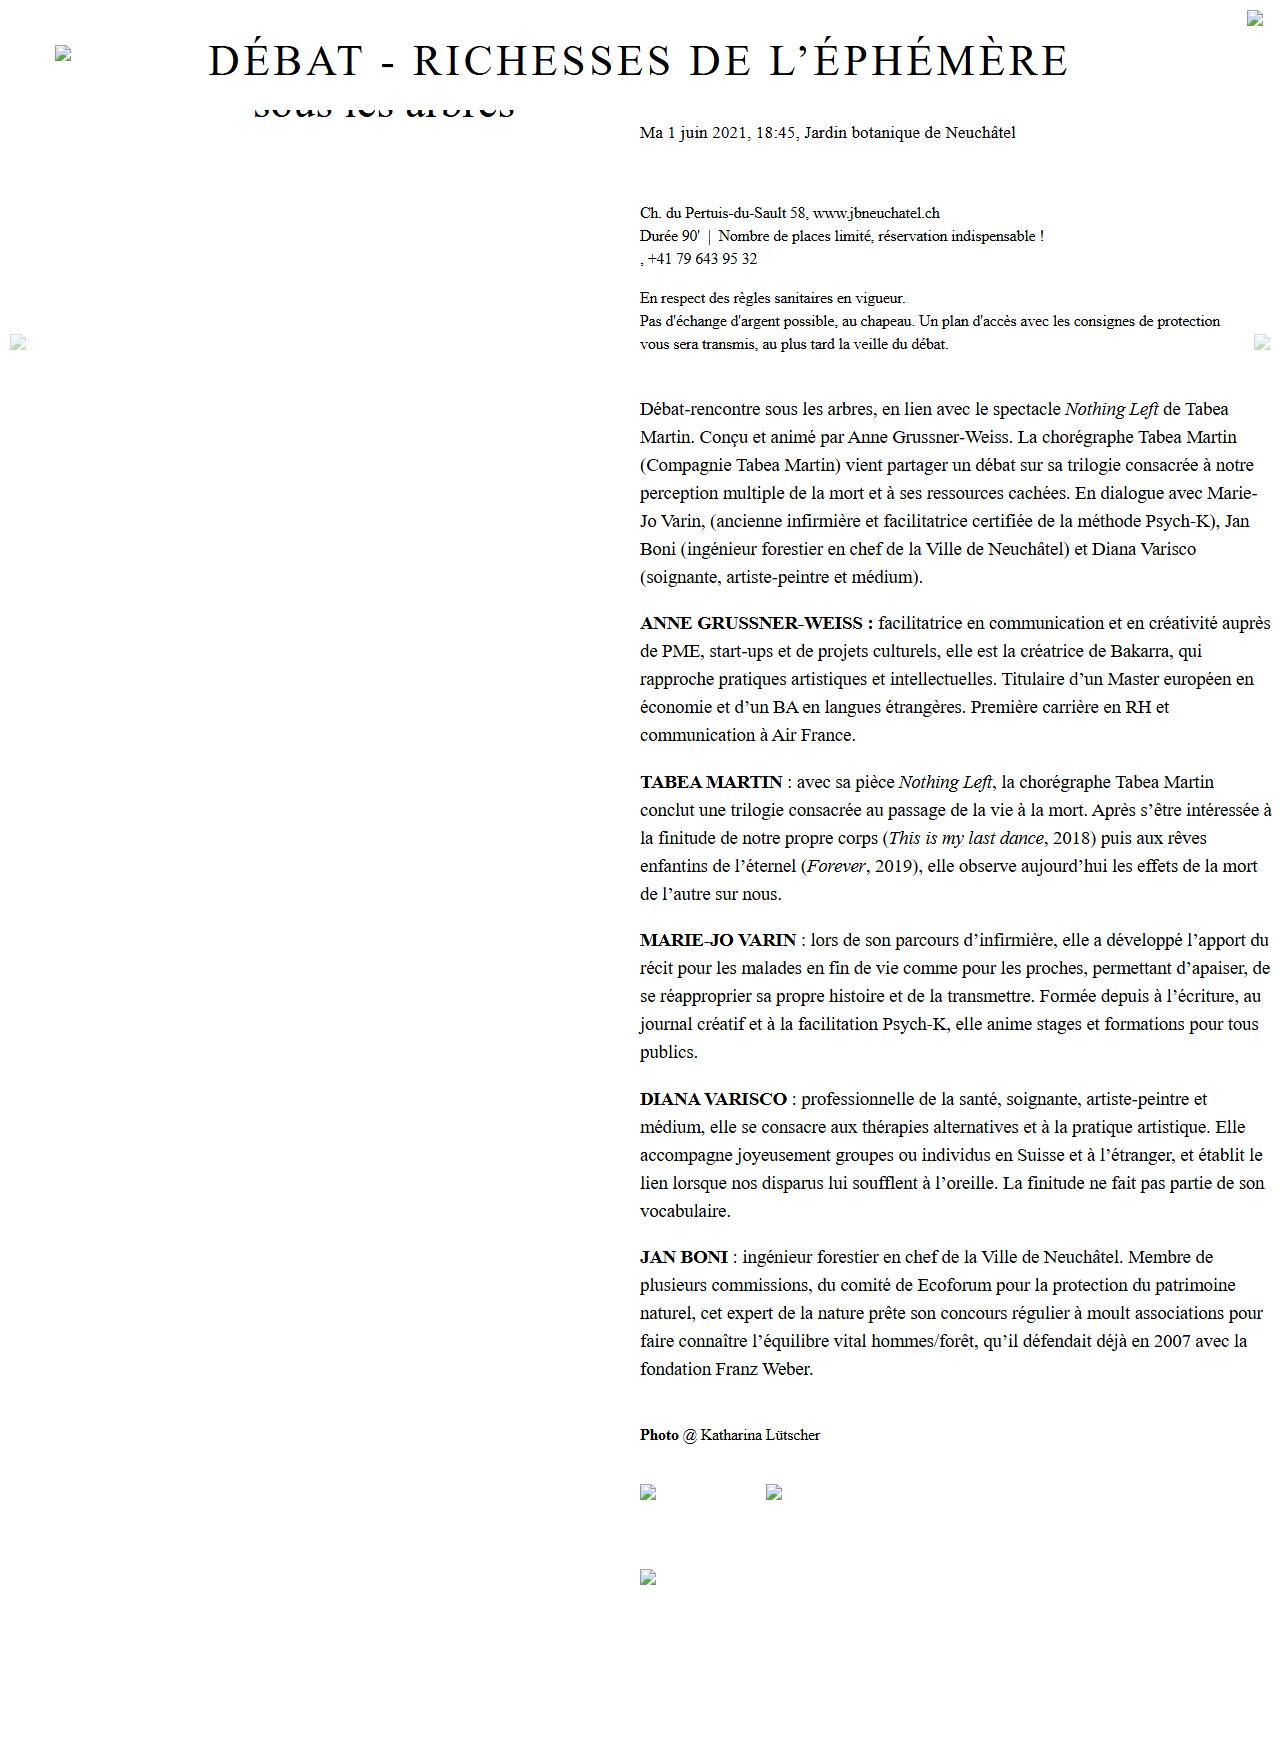 DÉBAT - RICHESSES DE L’ÉPHÉMÈRE
sous les arbres
Ma 1 juin 2021, 18:45, Jardin botanique de Neuchâtel
Ch. du Pertuis-du-Sault 58, www.jbneuchatel.ch
Durée 90' | Nombre de places limité, réservation indispensable !
, +41 79 643 95 32
En respect des règles sanitaires en vigueur.
Pas d'échange d'argent possible, au chapeau. Un plan d'accès avec les consignes de protection
vous sera transmis, au plus tard la veille du débat.
Débat-rencontre sous les arbres, en lien avec le spectacle Nothing Left de Tabea
Martin. Conçu et animé par Anne Grussner-Weiss. La chorégraphe Tabea Martin
(Compagnie Tabea Martin) vient partager un débat sur sa trilogie consacrée à notre
perception multiple de la mort et à ses ressources cachées. En dialogue avec Marie-
Jo Varin, (ancienne infirmière et facilitatrice certifiée de la méthode Psych-K), Jan
Boni (ingénieur forestier en chef de la Ville de Neuchâtel) et Diana Varisco
(soignante, artiste-peintre et médium).
ANNE GRUSSNER-WEISS : facilitatrice en communication et en créativité auprès
de PME, start-ups et de projets culturels, elle est la créatrice de Bakarra, qui
rapproche pratiques artistiques et intellectuelles. Titulaire d’un Master européen en
économie et d’un BA en langues étrangères. Première carrière en RH et
communication à Air France.
TABEA MARTIN : avec sa pièce Nothing Left, la chorégraphe Tabea Martin
conclut une trilogie consacrée au passage de la vie à la mort. Après s’être intéressée à
la finitude de notre propre corps (This is my last dance, 2018) puis aux rêves
enfantins de l’éternel (Forever, 2019), elle observe aujourd’hui les effets de la mort
de l’autre sur nous.
MARIE-JO VARIN : lors de son parcours d’infirmière, elle a développé l’apport du
récit pour les malades en fin de vie comme pour les proches, permettant d’apaiser, de
se réapproprier sa propre histoire et de la transmettre. Formée depuis à l’écriture, au
journal créatif et à la facilitation Psych-K, elle anime stages et formations pour tous
publics.
DIANA VARISCO : professionnelle de la santé, soignante, artiste-peintre et
médium, elle se consacre aux thérapies alternatives et à la pratique artistique. Elle
accompagne joyeusement groupes ou individus en Suisse et à l’étranger, et établit le
lien lorsque nos disparus lui soufflent à l’oreille. La finitude ne fait pas partie de son
vocabulaire.
JAN BONI : ingénieur forestier en chef de la Ville de Neuchâtel. Membre de
plusieurs commissions, du comité de Ecoforum pour la protection du patrimoine
naturel, cet expert de la nature prête son concours régulier à moult associations pour
faire connaître l’équilibre vital hommes/forêt, qu’il défendait déjà en 2007 avec la
fondation Franz Weber.
Photo @ Katharina Lütscher